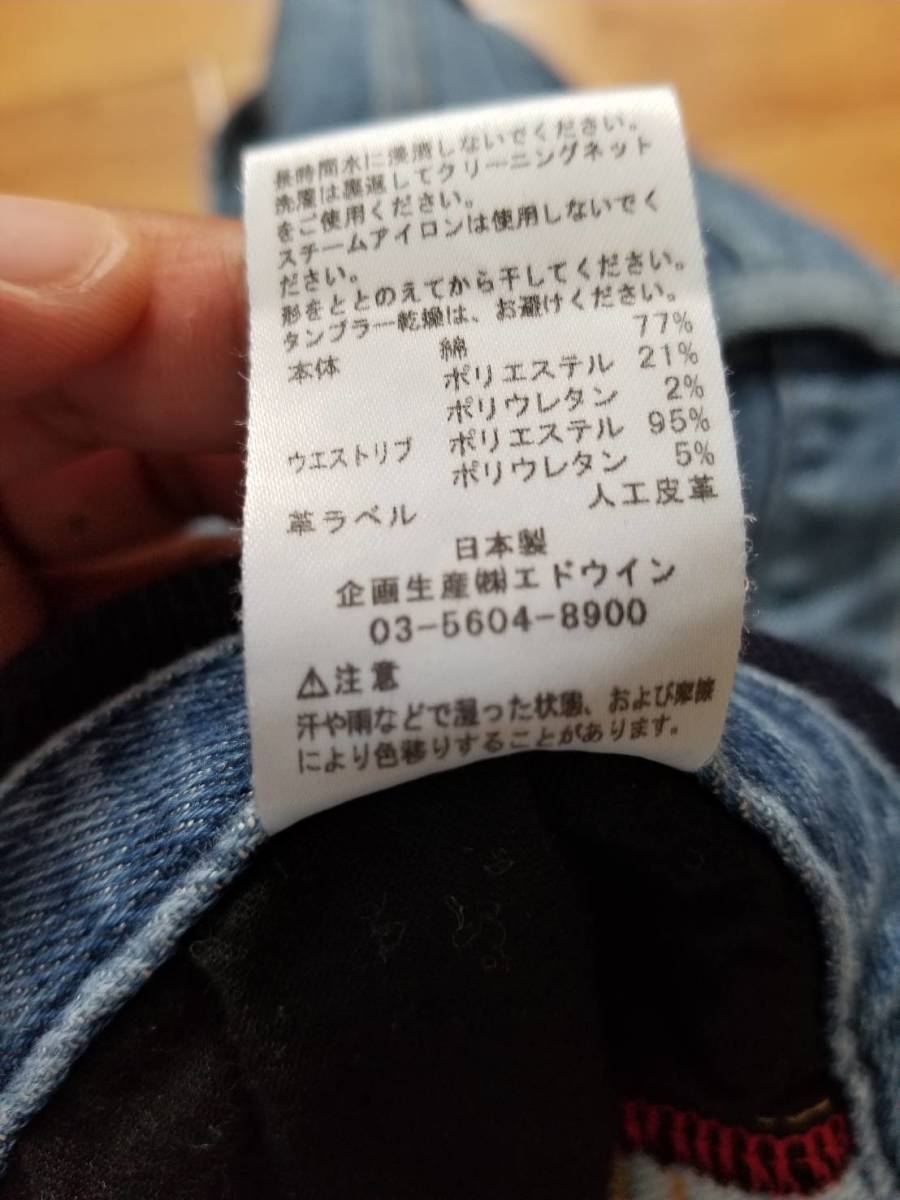 長時間水に浸漬しないでください。
洗濯は裏返してクリーニングネット
をご使用ください。
スチームアイロンは使用しないでく
ださい。
形をととのえてから干してください。
タンブラー乾燥は、お避けください。
本体 綿 77%
ポリエステル 21%
ポリウレタン 2%
ウエストリブ ポリエステル 95%
ポリウレタン 5%
革ラベル 人工皮革
日本製
企画生産㈱エドウイン
03-5604-8900
⚠注意
汗や雨などで湿った状態、および摩擦
により色移りすることがあります。